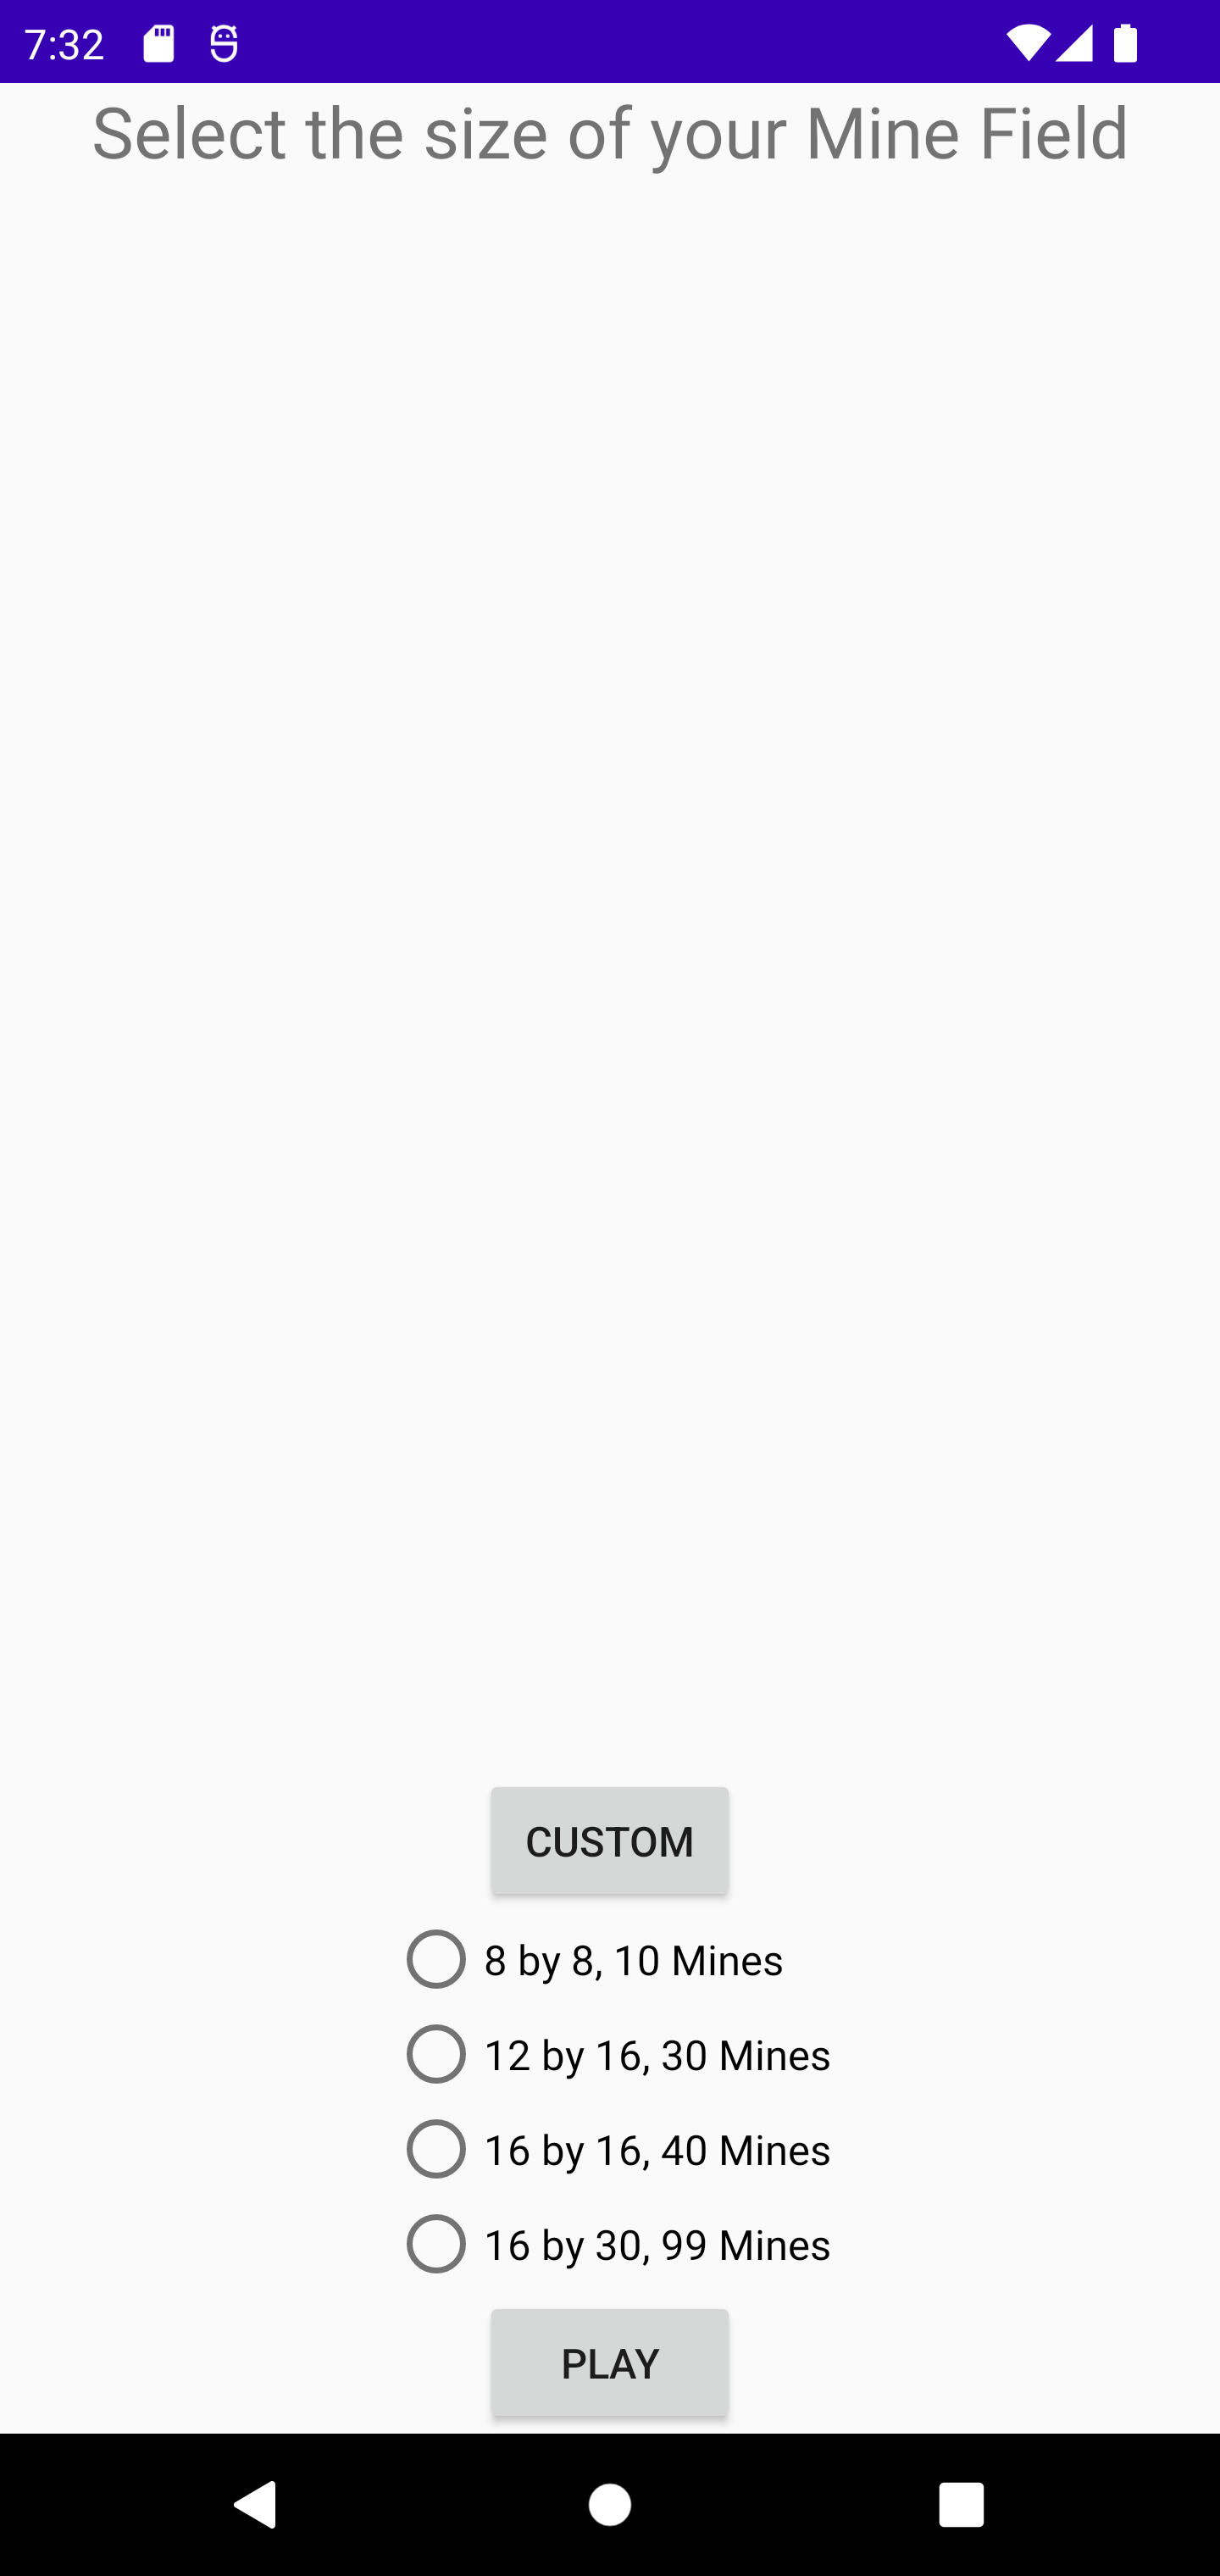 7:32
Select the size of your Mine Field
CUSTOM
8 by 8, 10 Mines
12 by 16, 30 Mines
16 by 16, 40 Mines
16 by 30, 99 Mines
PLAY